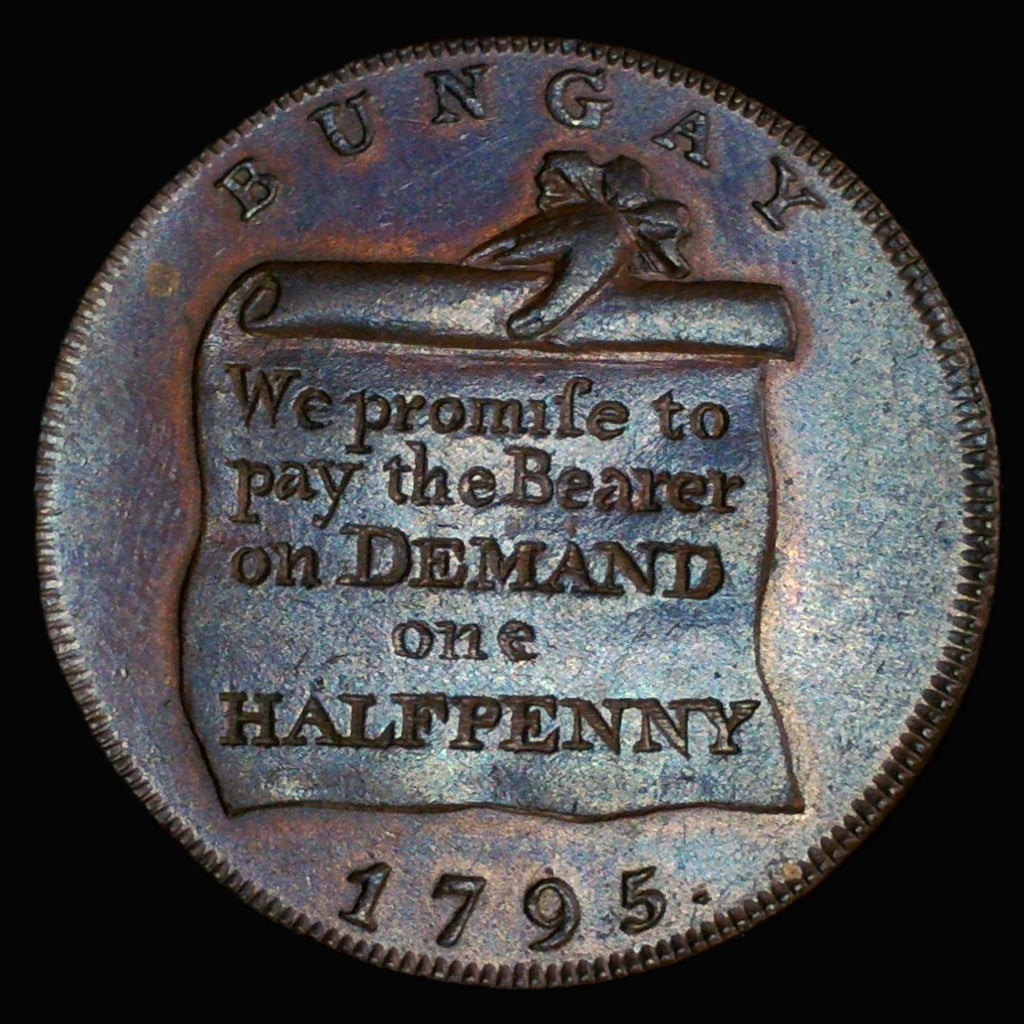 BUNGAY
We promiſe to
pay the Bearer
on DEMAND
one
HALFPENNY
1795.